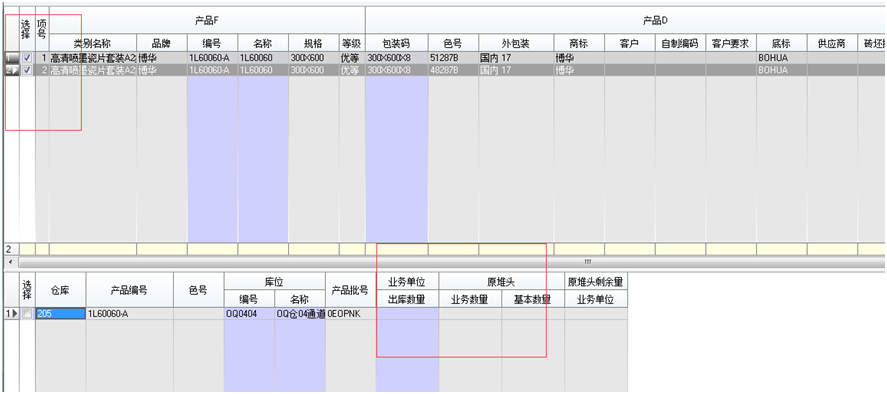 选择 项号 产品F 产品D
类别名称 品牌 编号 名称 规格 等级 包装码 色号 外包装 商标 客户 自制编码 客户要求 底标 供应商
1 1 高清喷墨瓷片套装A2 博华 1L60060-A 1L60060 300X600 优等 300X600X8 51287B 国内 17 博华 BOHUA
2 2 高清喷墨瓷片套装A2 博华 1L60060-A 1L60060 300X600 优等 300X600X8 48287B 国内 17 博华 BOHUA
2
选择 仓库 产品编号 色号 库位 产品批号 业务单位 原堆头 原堆头剩余量
编号 名称 出库数量 业务数量 基本数量 业务单位
1 205 1L60060-A OQ0404 OQ仓04通道 0EOPNK